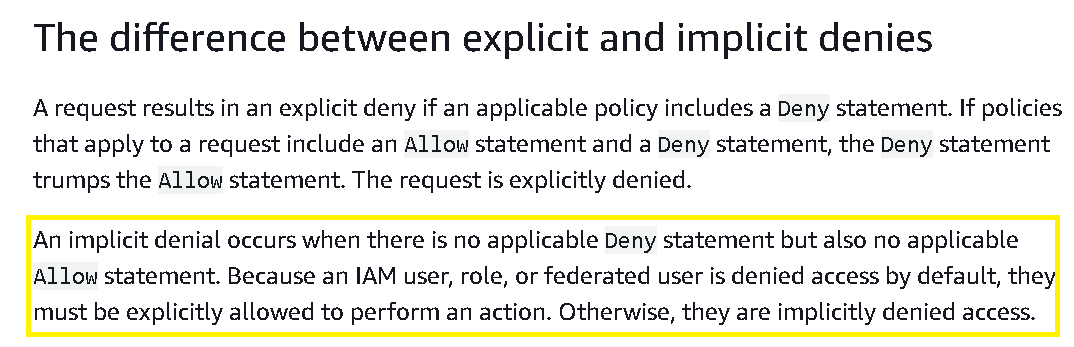 The difference between explicit and implicit denies
A request results in an explicit deny if an applicable policy includes a Deny statement. If policies
that apply to a request include an Allow statement and a Deny statement, the Deny statement
trumps the Allow statement. The request is explicitly denied.
An implicit denial occurs when there is no applicable Deny statement but also no applicable
Allow statement. Because an IAM user, role, or federated user is denied access by default, they
must be explicitly allowed to perform an action. Otherwise, they are implicitly denied access.